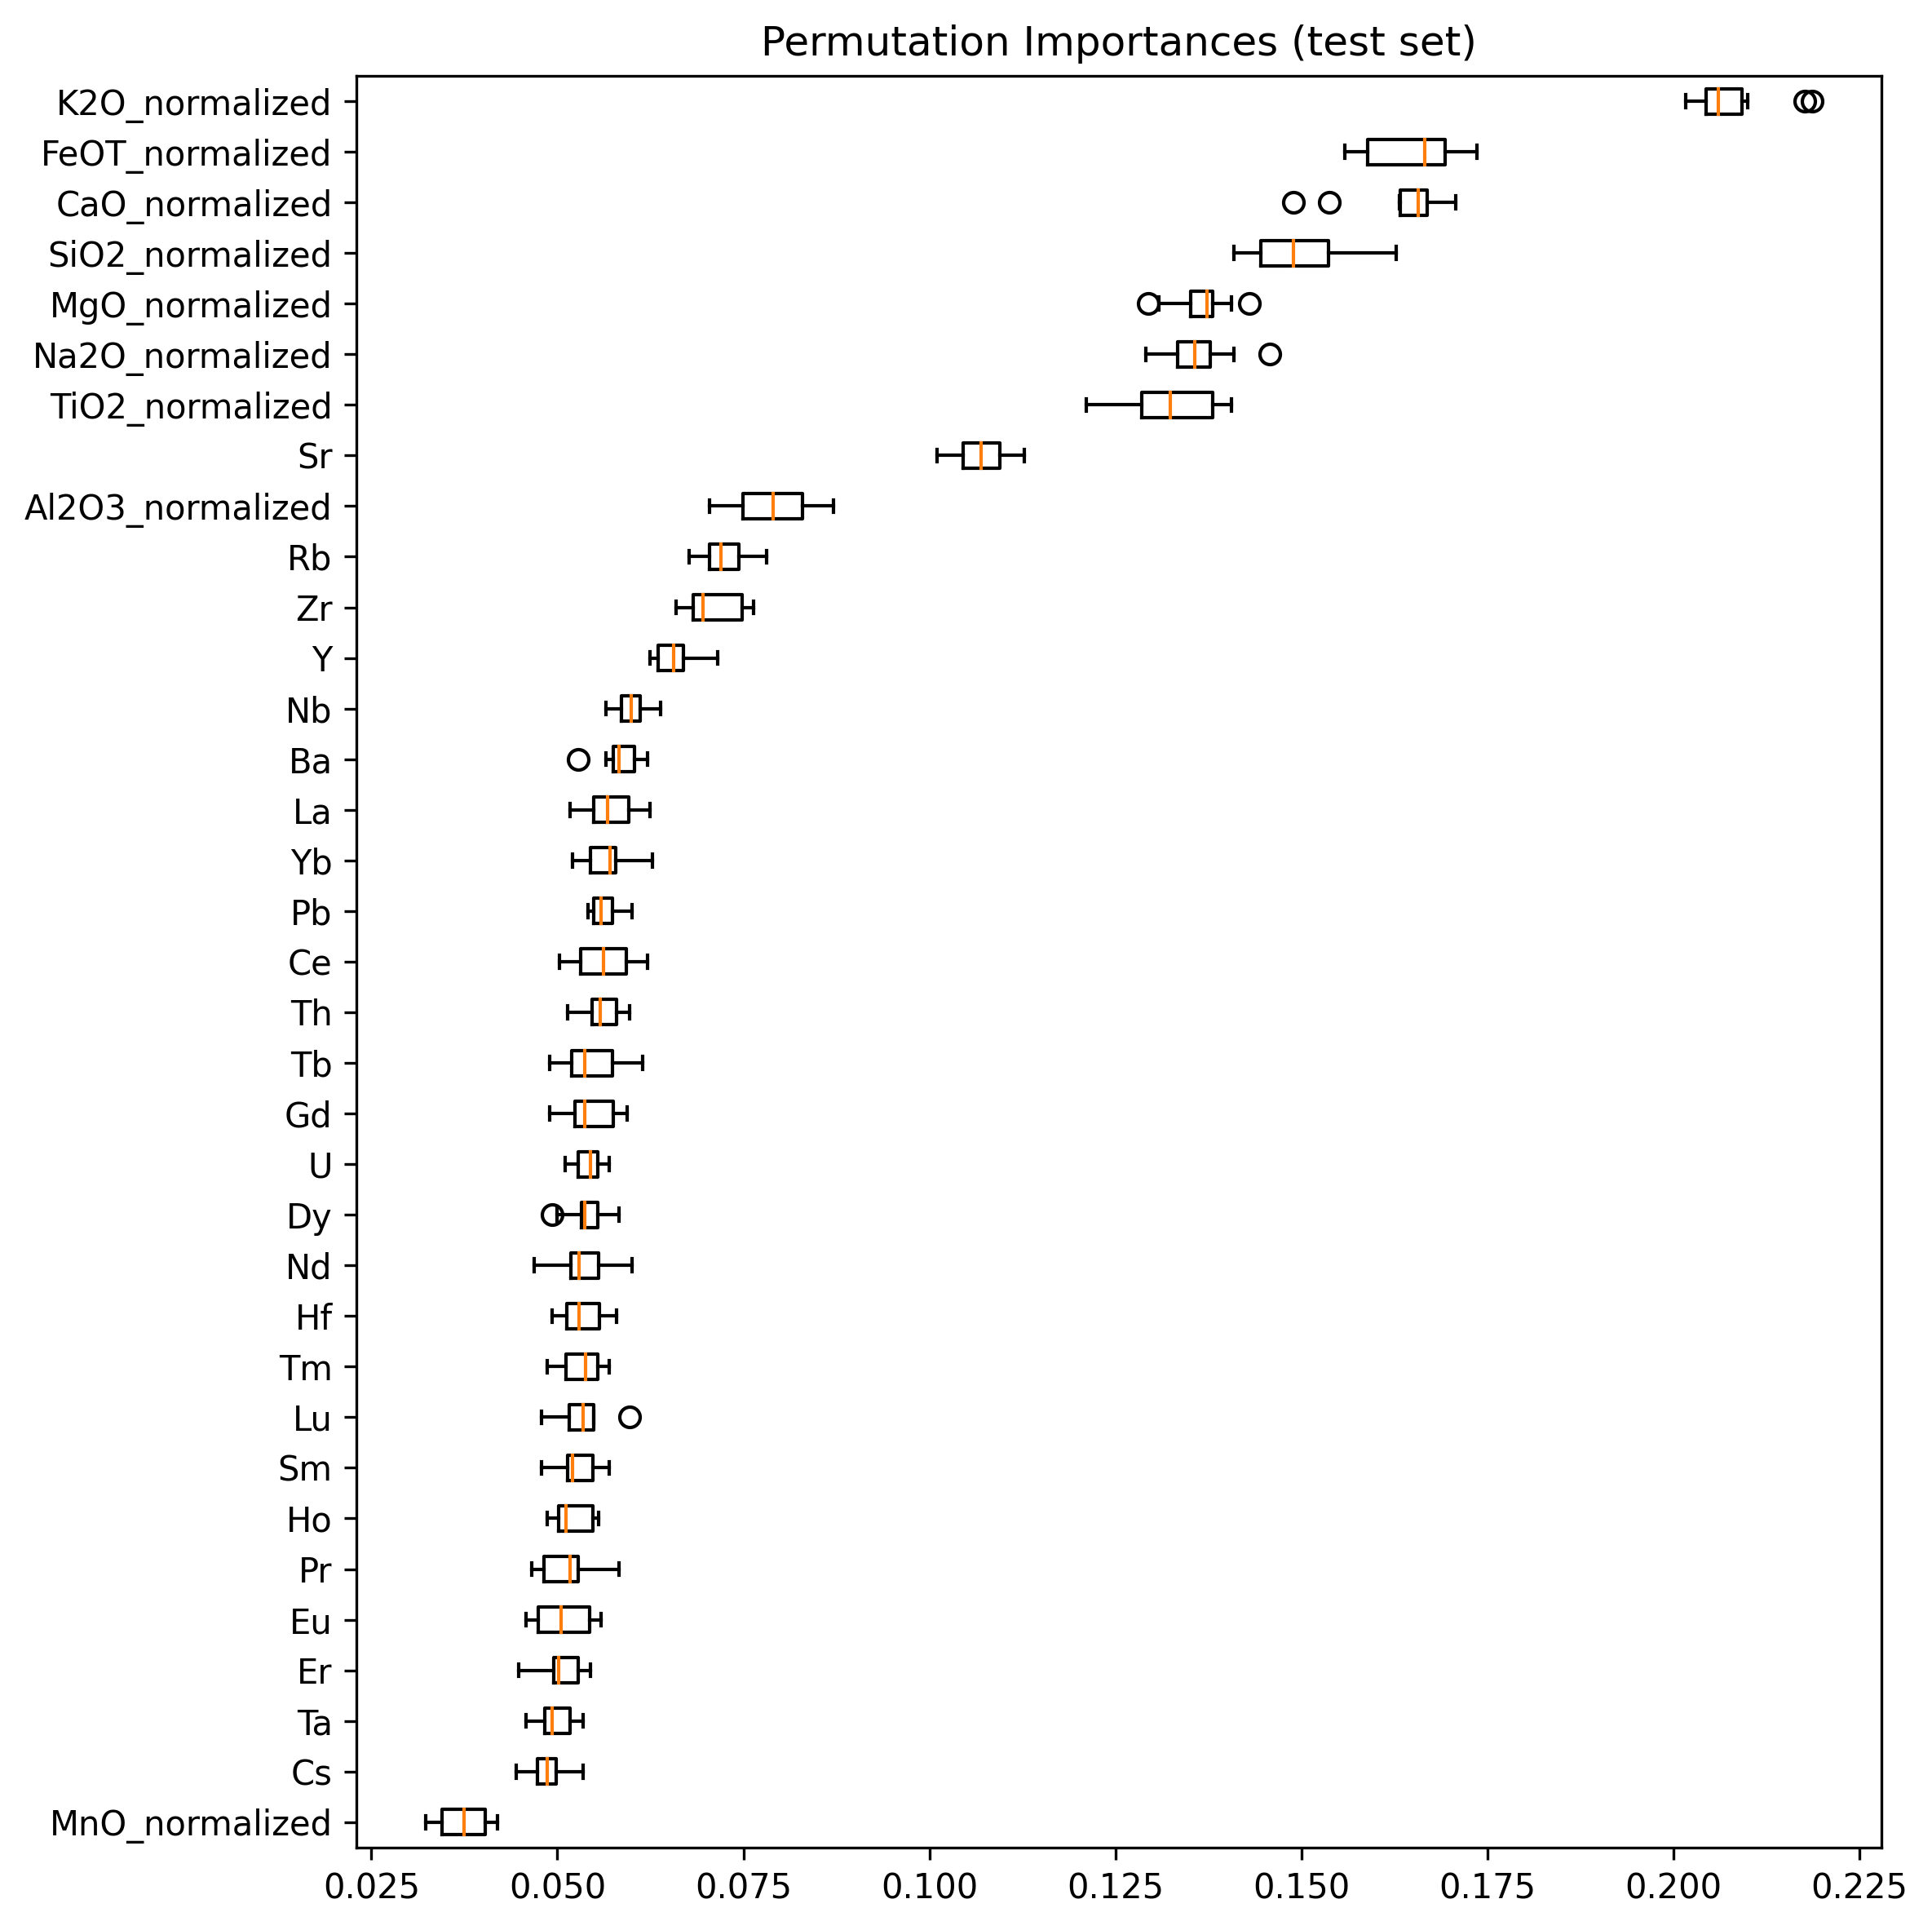 Permutation Importances (test set)
K2O_normalized
FeOT_normalized
CaO_normalized
SiO2_normalized
MgO_normalized
Na2O_normalized
TiO2_normalized
Sr
Al2O3_normalized
Rb
Zr
Y
Nb
Ba
La
Yb
Pb
Ce
Th
Tb
Gd
U
Dy
Nd
Hf
Tm
Lu
Sm
Ho
Pr
Eu
Er
Ta
Cs
MnO_normalized
0.025 0.050 0.075 0.100 0.125 0.150 0.175 0.200 0.225